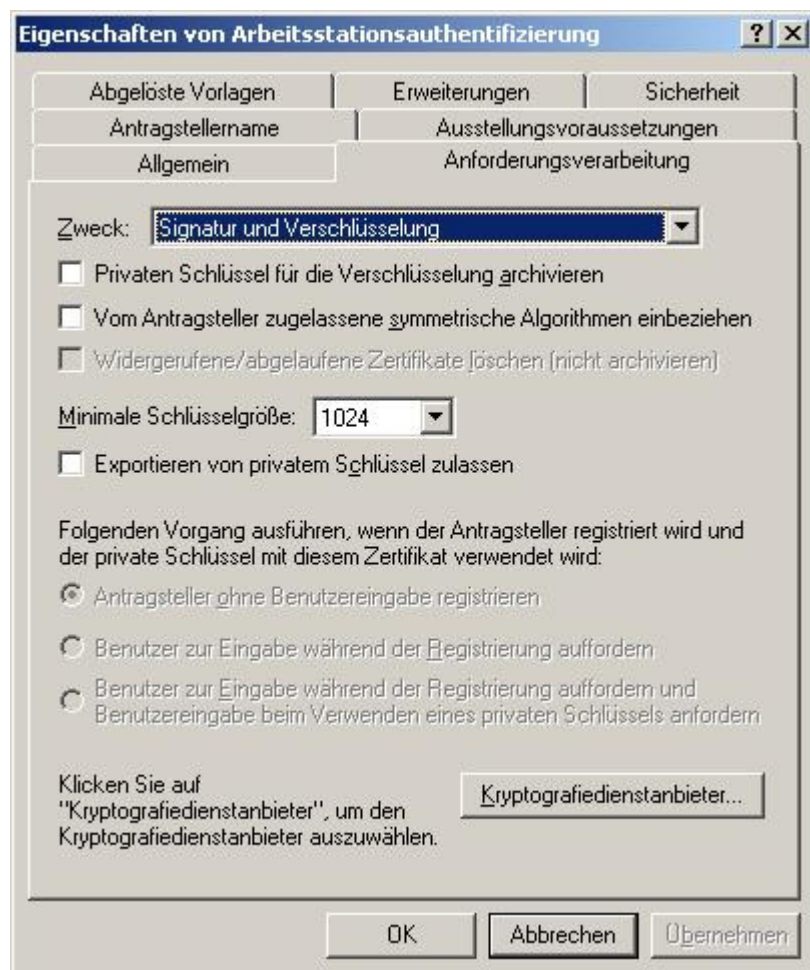 Eigenschaften von Arbeitsstationsauthentifizierung
Abgelöste Vorlagen Erweiterungen Sicherheit
Antragstellername Ausstellungsvoraussetzungen
Allgemein Anforderungsverarbeitung
Zweck: Signatur und Verschlüsselung
Privaten Schlüssel für die Verschlüsselung archivieren
Vom Antragsteller zugelassene symmetrische Algorithmen einbeziehen
Widergerufene/abgelaufene Zertifikate löschen (nicht archivieren)
Minimale Schlüsselgröße: 1024
Exportieren von privatem Schlüssel zulassen
Folgenden Vorgang ausführen, wenn der Antragsteller registriert wird und
der private Schlüssel mit diesem Zertifikat verwendet wird:
Antragsteller ohne Benutzereingabe registrieren
Benutzer zur Eingabe während der Registrierung auffordern
Benutzer zur Eingabe während der Registrierung auffordern und
Benutzereingabe beim Verwenden eines privaten Schlüssels anfordern
Klicken Sie auf
"Kryptografiedienstanbieter", um den
Kryptografiedienstanbieter auszuwählen.
Kryptografiedienstanbieter...
OK Abbrechen Übernehmen